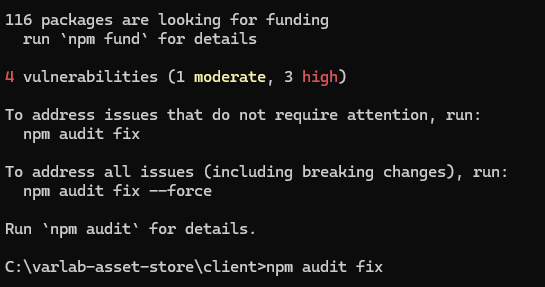 116 packages are looking for funding
run `npm fund` for details
4 vulnerabilities (1 moderate, 3 high)
To address issues that do not require attention, run:
npm audit fix
To address all issues (including breaking changes), run:
npm audit fix --force
Run `npm audit` for details.
C:\varlab-asset-store\client>npm audit fix